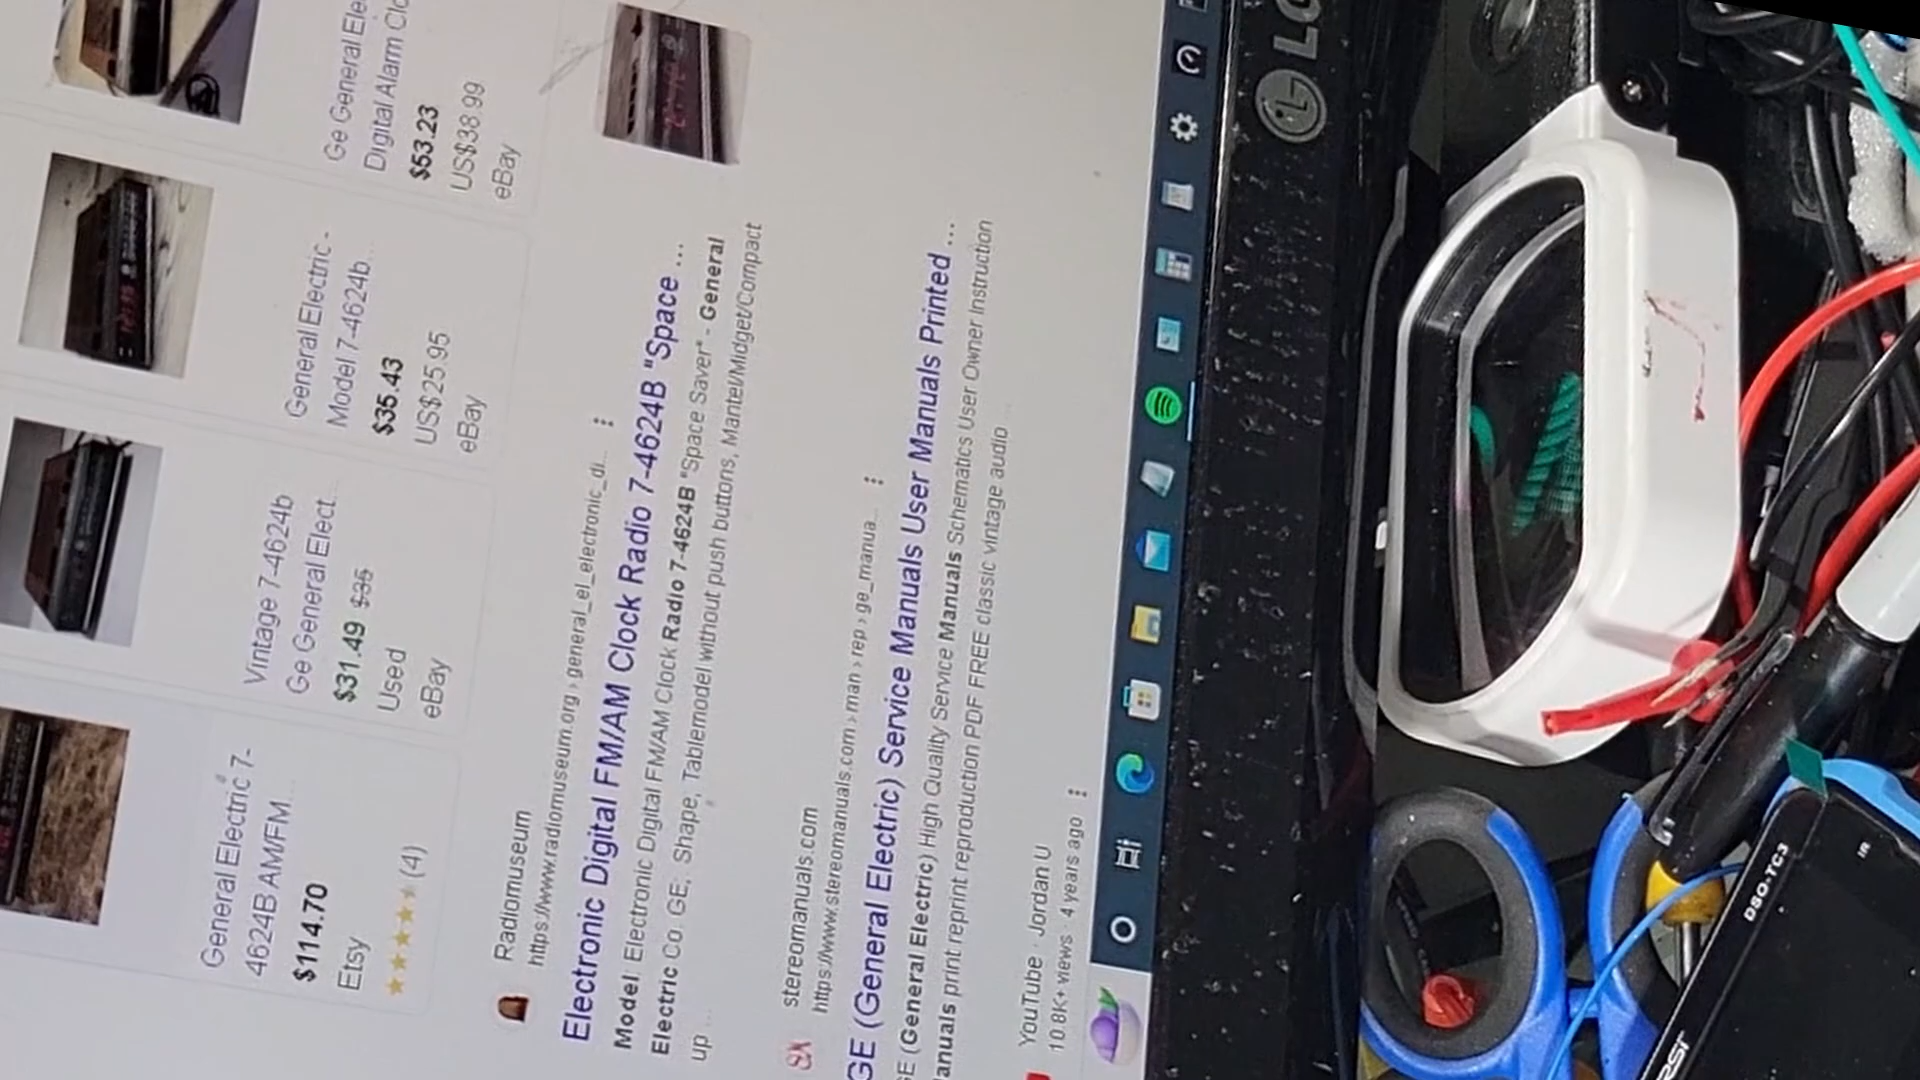 General Electric 7-
4624B AM/FM
$114.70
Etsy
(4)
Vintage 7-4624b
Ge General Elect...
$31.49 $35
Used
eBay
General Electric -
Model 7-4624b...
$35.43
US$25.95
eBay
Ge General Ele
Digital Alarm Clo
$53.23
US$38.99
eBay
Radiomuseum
https://www.radiomuseum.org › general_el_electronic_di...
Electronic Digital FM/AM Clock Radio 7-4624B "Space ...
Model: Electronic Digital FM/AM Clock Radio 7-4624B "Space Saver" - General
Electric Co. GE; Shape, Tablemodel without push buttons, Mantel/Midget/Compact
up ...
stereomanuals.com
https://www.stereomanuals.com › man › rep › ge_manua...
GE (General Electric) Service Manuals User Manuals Printed ...
GE (General Electric) High Quality Service Manuals Schematics User Owner Instruction
Manuals print reprint reproduction PDF FREE classic vintage audio ...
YouTube · Jordan U
10.8K+ views · 4 years ago
LG
DSO-TC3
IR